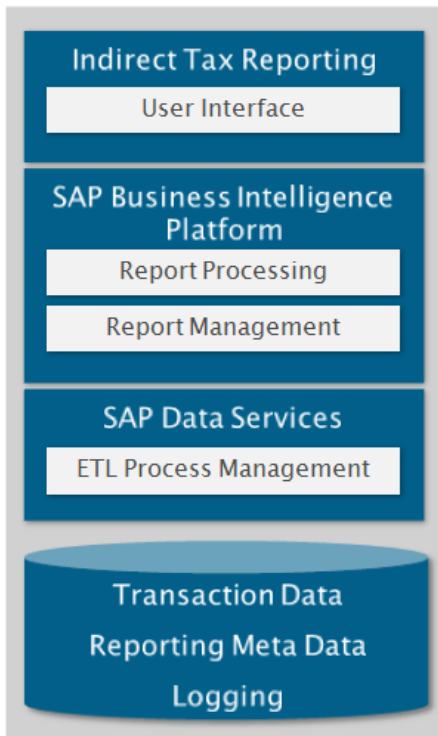 Indirect Tax Reporting
User Interface
SAP Business Intelligence
Platform
Report Processing
Report Management
SAP Data Services
ETL Process Management
Transaction Data
Reporting Meta Data
Logging